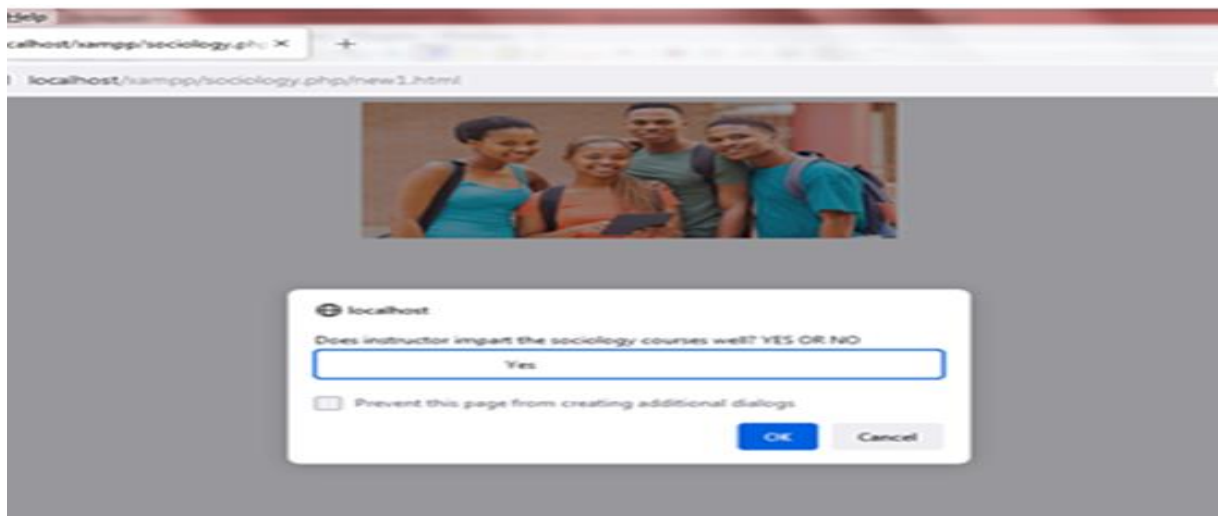 Help
calhost/xampp/sociology.ph ×
+
localhost/xampp/sociology.php/new1.html
localhost
Does instructor impart the sociology courses well? YES OR NO
Yes
Prevent this page from creating additional dialogs
OK
Cancel